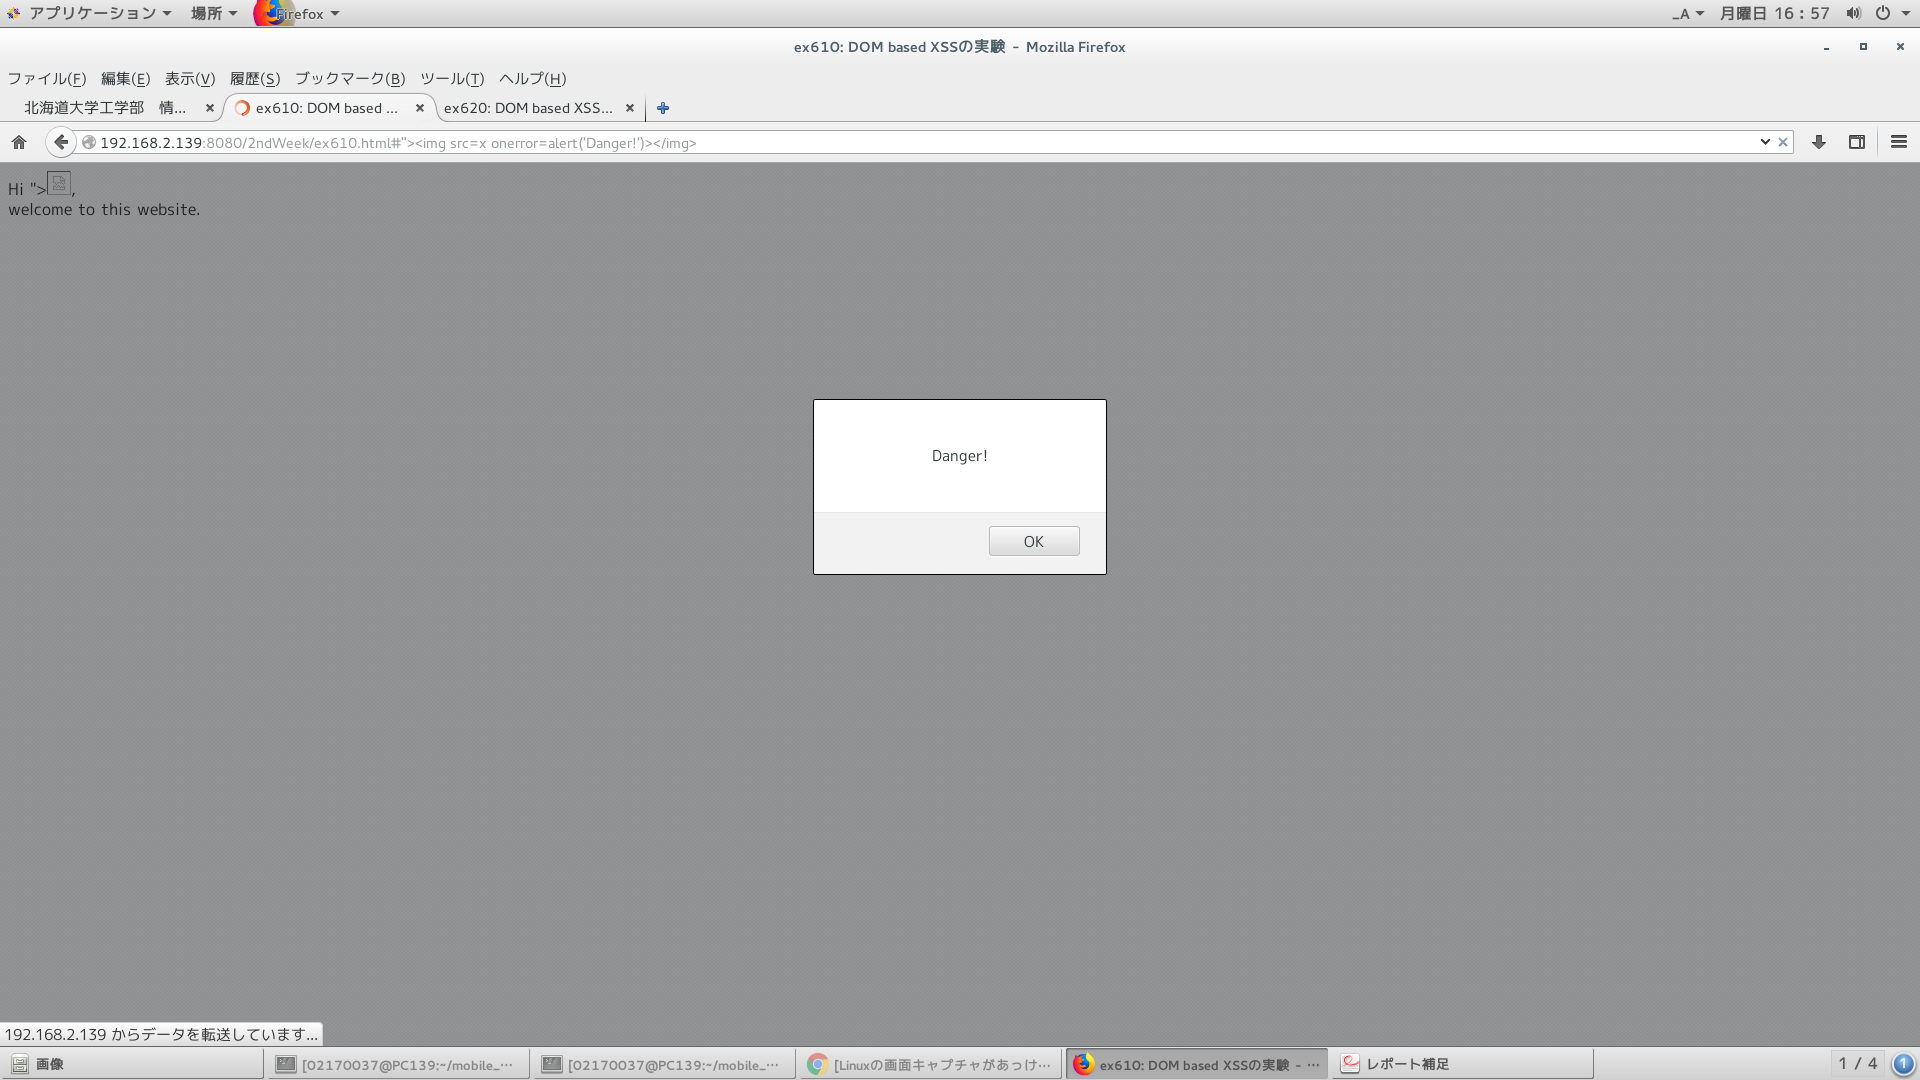 アプリケーション 場所 Firefox _A 月曜日 16:57
ex610: DOM based XSSの実験 - Mozilla Firefox
ファイル(F) 編集(E) 表示(V) 履歴(S) ブックマーク(B) ツール(T) ヘルプ(H)
北海道大学工学部 情... ex610: DOM based ... ex620: DOM based XSS...
192.168.2.139:8080/2ndWeek/ex610.html#"><img src=x onerror=alert('Danger!')></img>
Hi ">,
welcome to this website.
Danger!
OK
192.168.2.139 からデータを転送しています...
画像 [02170037@PC139:~/mobile_... [02170037@PC139:~/mobile_... [Linuxの画面キャプチャがあっけ... ex610: DOM based XSSの実験 - ... レポート補足 1 / 4 1